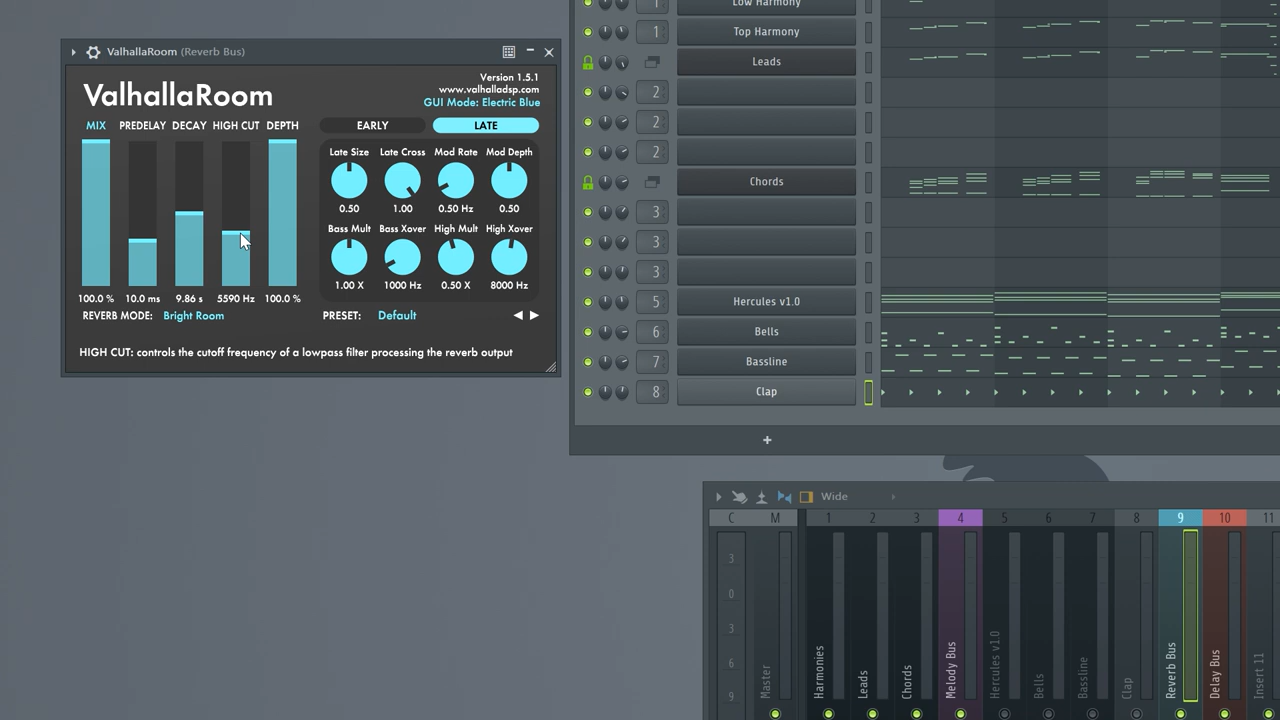 ValhallaRoom (Reverb Bus)
ValhallaRoom
Version 1.5.1
www.valhalladsp.com
GUI Mode: Electric Blue
MIX PREDELAY DECAY HIGH CUT DEPTH
EARLY LATE
Late Size Late Cross Mod Rate Mod Depth
0.50 1.00 0.50 Hz 0.50
Bass Mult Bass Xover High Mult High Xover
1.00 X 1000 Hz 0.50 X 8000 Hz
100.0 % 10.0 ms 9.86 s 5590 Hz 100.0 %
REVERB MODE: Bright Room PRESET: Default
HIGH CUT: controls the cutoff frequency of a lowpass filter processing the reverb output
1 Low Harmony
1 Top Harmony
Leads
2
2
2
Chords
3
3
3
5 Hercules v1.0
6 Bells
7 Bassline
8 Clap
+
Wide
C M 1 2 3 4 5 6 7 8 9 10 11
3
0
3
6
9
Master
Harmonies
Leads
Chords
Melody Bus
Hercules v1.0
Bells
Bassline
Clap
Reverb Bus
Delay Bus
Insert 11